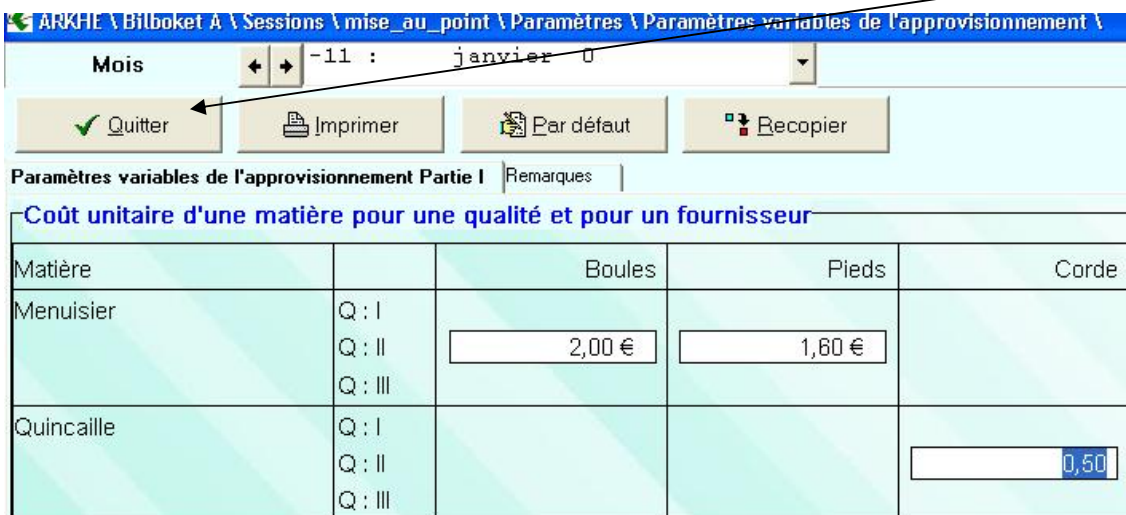 ARKHE \ Bilboket A \ Sessions \ mise_au_point \ Paramètres \ Paramètres variables de l'approvisionnement \
Mois -11 : janvier 0
Quitter Imprimer Par défaut Recopier
Paramètres variables de l'approvisionnement Partie I Remarques
Coût unitaire d'une matière pour une qualité et pour un fournisseur
Matière Boules Pieds Corde
Menuisier Q : I
Q : II 2,00 € 1,60 €
Q : III
Quincaille Q : I
Q : II 0,50
Q : III